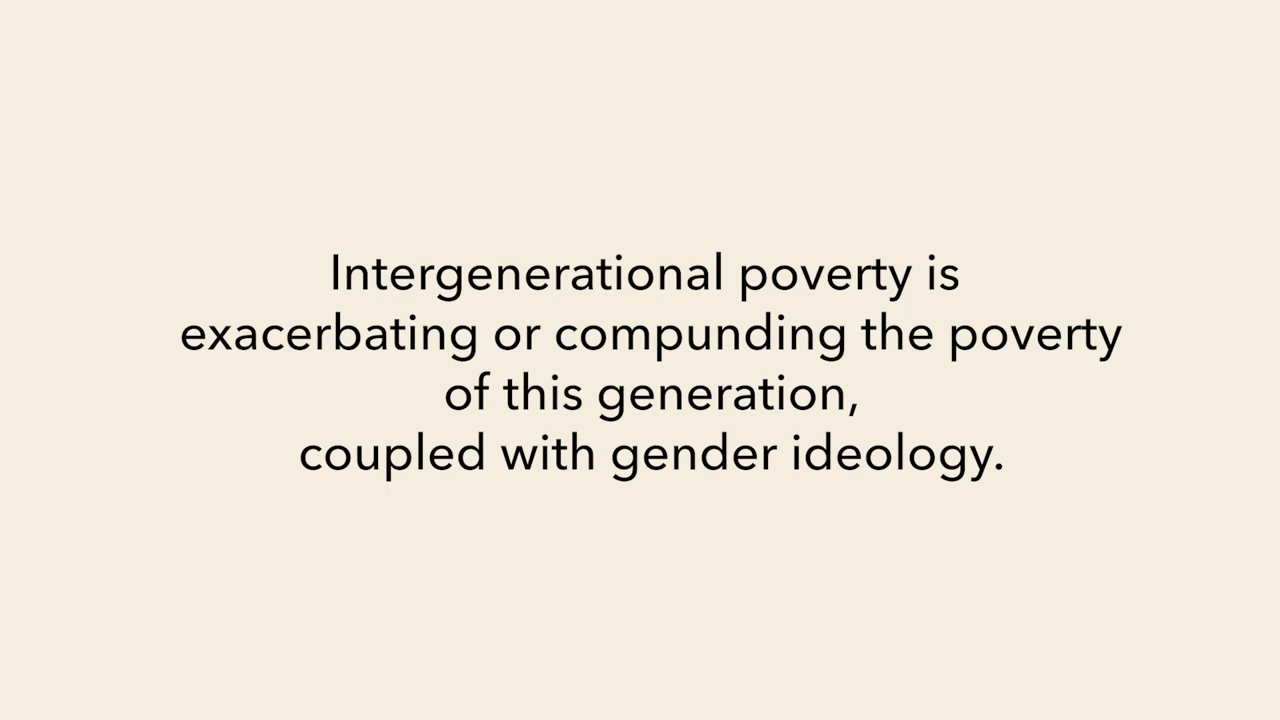 Intergenerational poverty is
exacerbating or compunding the poverty
of this generation,
coupled with gender ideology.